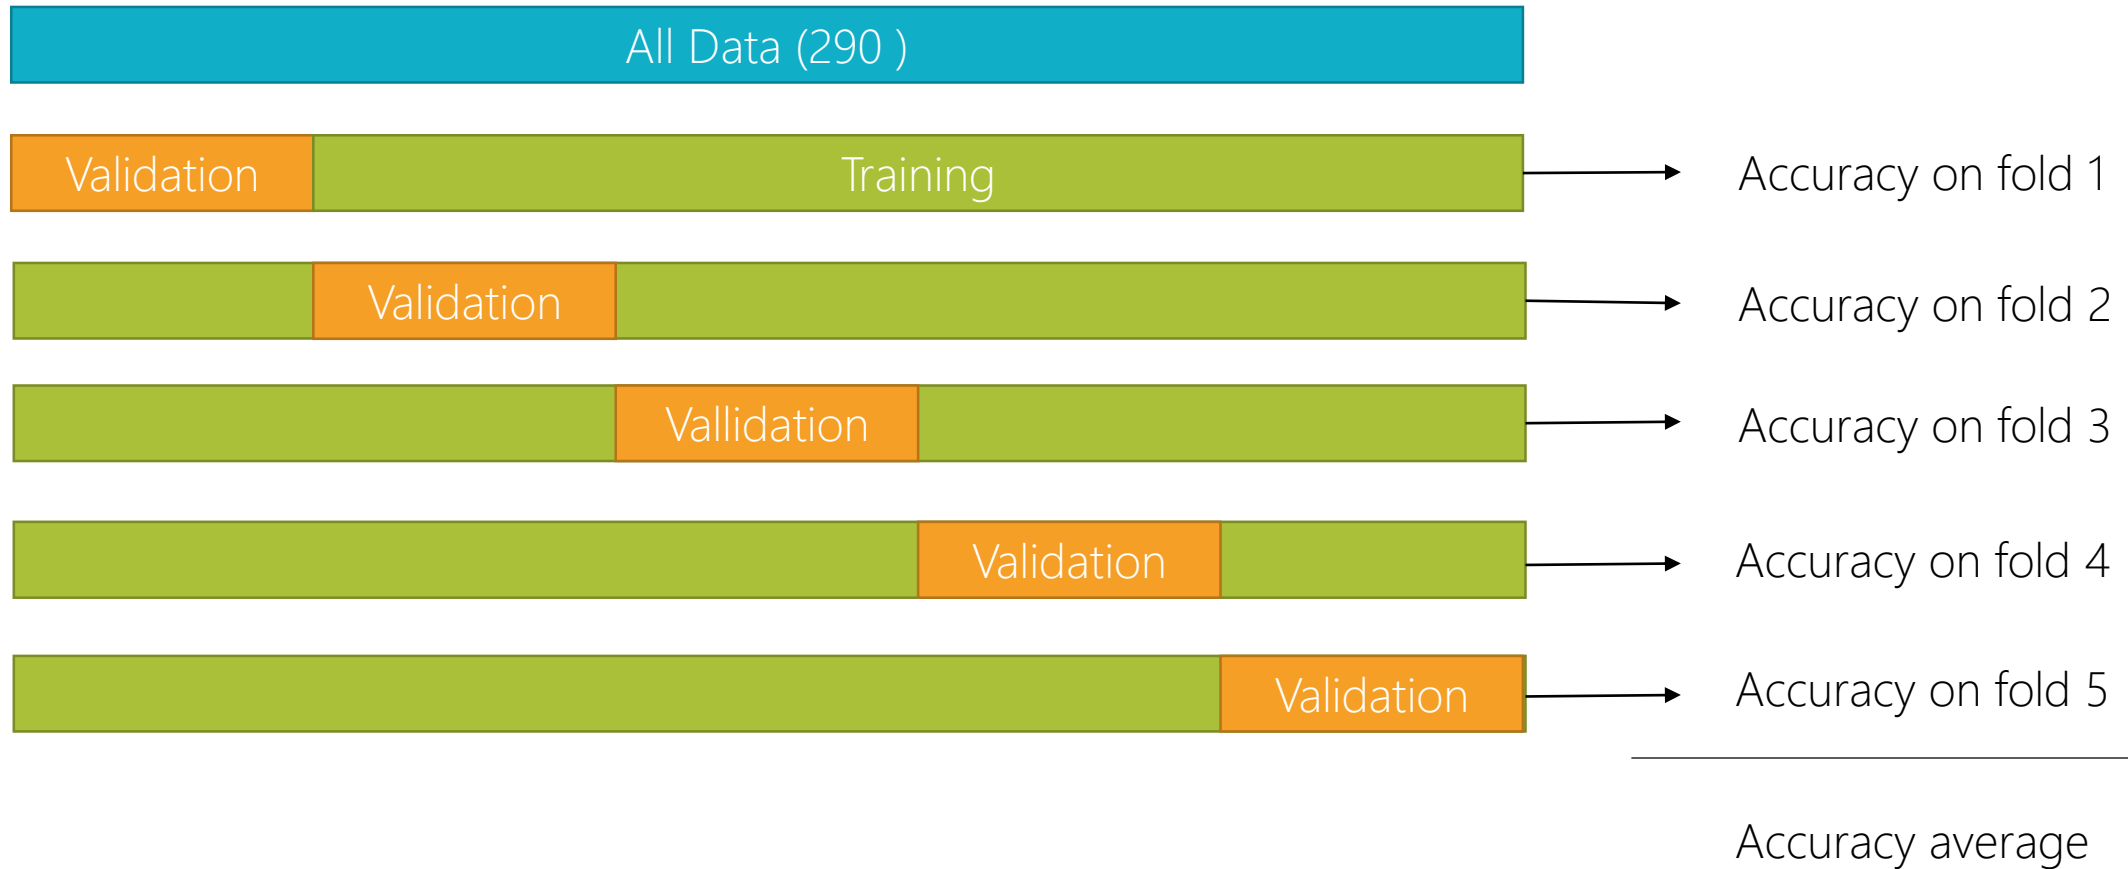 All Data (290 )
Validation Training Accuracy on fold 1
Validation Accuracy on fold 2
Vallidation Accuracy on fold 3
Validation Accuracy on fold 4
Validation Accuracy on fold 5
Accuracy average